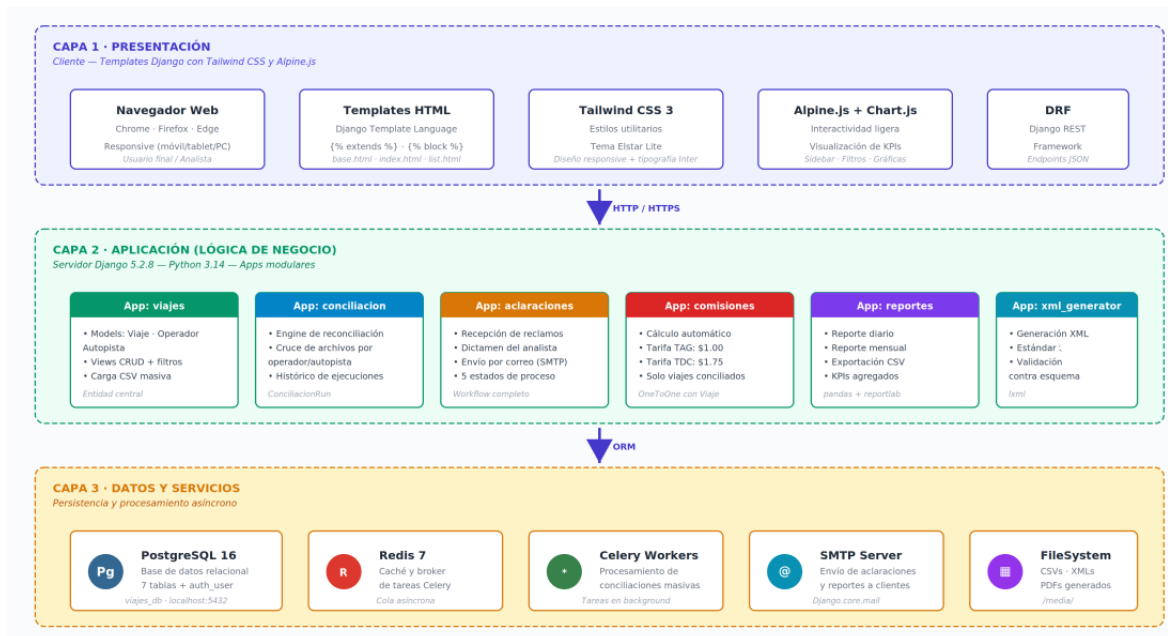 CAPA 1 · PRESENTACIÓN
Cliente — Templates Django con Tailwind CSS y Alpine.js
Navegador Web
Chrome · Firefox · Edge
Responsive (móvil/tablet/PC)
Usuario final / Analista
Templates HTML
Django Template Language
{% extends %} · {% block %}
base.html · index.html · list.html
Tailwind CSS 3
Estilos utilitarios
Tema Elstar Lite
Diseño responsive + tipografía Inter
Alpine.js + Chart.js
Interactividad ligera
Visualización de KPIs
Sidebar · Filtros · Gráficas
DRF
Django REST
Framework
Endpoints JSON
HTTP / HTTPS
CAPA 2 · APLICACIÓN (LÓGICA DE NEGOCIO)
Servidor Django 5.2.8 — Python 3.14 — Apps modulares
App: viajes
• Models: Viaje · Operador
Autopista
• Views CRUD + filtros
• Carga CSV masiva
Entidad central
App: conciliacion
• Engine de reconciliación
• Cruce de archivos por
operador/autopista
• Histórico de ejecuciones
ConciliacionRun
App: aclaraciones
• Recepción de reclamos
• Dictamen del analista
• Envío por correo (SMTP)
• 5 estados de proceso
Workflow completo
App: comisiones
• Cálculo automático
• Tarifa TAG: $1.00
• Tarifa TDC: $1.75
• Solo viajes conciliados
OneToOne con Viaje
App: reportes
• Reporte diario
• Reporte mensual
• Exportación CSV
• KPIs agregados
pandas + reportlab
App: xml_generator
• Generación XML
• Estándar
• Validación
contra esquema
lxml
ORM
CAPA 3 · DATOS Y SERVICIOS
Persistencia y procesamiento asíncrono
Pg
PostgreSQL 16
Base de datos relacional
7 tablas + auth_user
viajes_db · localhost:5432
R
Redis 7
Caché y broker
de tareas Celery
Cola asíncrona
*
Celery Workers
Procesamiento de
conciliaciones masivas
Tareas en background
@
SMTP Server
Envío de aclaraciones
y reportes a clientes
Django.core.mail
▦
FileSystem
CSVs · XMLs
PDFs generados
/media/